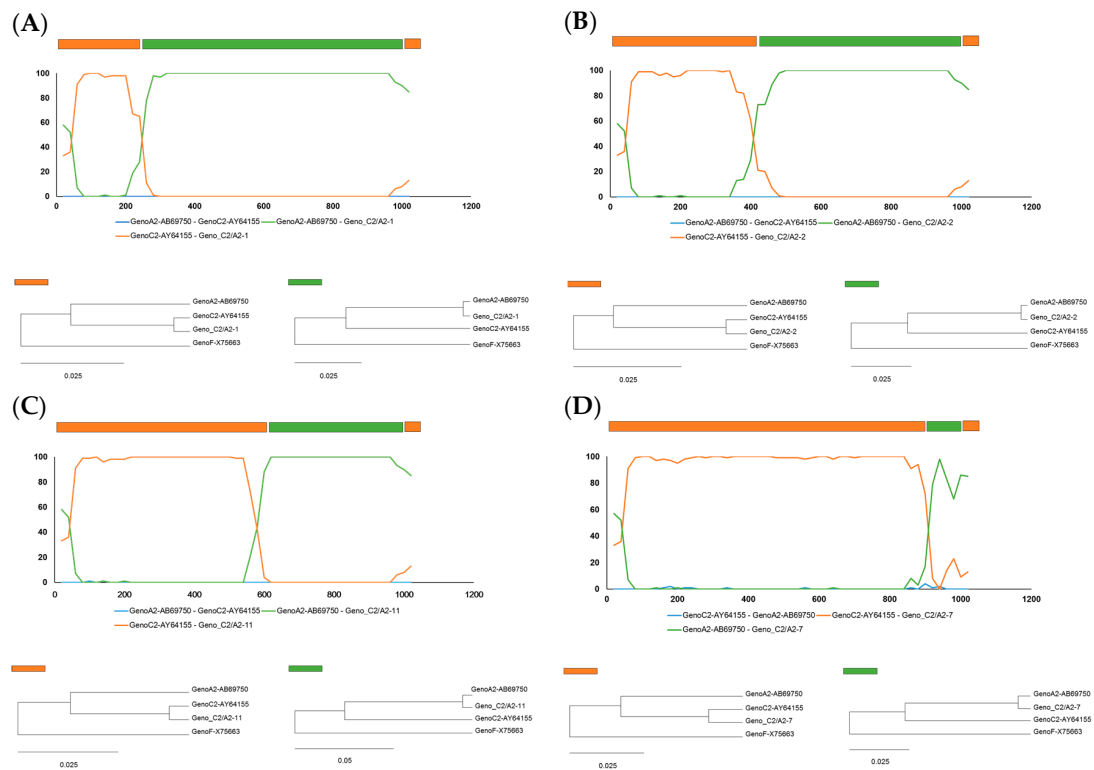 (A)
100
80
60
40
20
0
0 200 400 600 800 1000 1200
GenoA2-AB69750 - GenoC2-AY64155 GenoA2-AB69750 - Geno_C2/A2-1
GenoC2-AY64155 - Geno_C2/A2-1
GenoA2-AB69750
GenoC2-AY64155
Geno_C2/A2-1
GenoF-X75663
0.025
GenoA2-AB69750
Geno_C2/A2-1
GenoC2-AY64155
GenoF-X75663
0.025
(B)
100
80
60
40
20
0
0 200 400 600 800 1000 1200
GenoA2-AB69750 - GenoC2-AY64155 GenoA2-AB69750 - Geno_C2/A2-2
GenoC2-AY64155 - Geno_C2/A2-2
GenoA2-AB69750
GenoC2-AY64155
Geno_C2/A2-2
GenoF-X75663
0.025
GenoA2-AB69750
Geno_C2/A2-2
GenoC2-AY64155
GenoF-X75663
0.025
(C)
100
80
60
40
20
0
0 200 400 600 800 1000 1200
GenoA2-AB69750 - GenoC2-AY64155 GenoA2-AB69750 - Geno_C2/A2-11
GenoC2-AY64155 - Geno_C2/A2-11
GenoA2-AB69750
GenoC2-AY64155
Geno_C2/A2-11
GenoF-X75663
0.025
GenoA2-AB69750
Geno_C2/A2-11
GenoC2-AY64155
GenoF-X75663
0.05
(D)
100
80
60
40
20
0
0 200 400 600 800 1000 1200
GenoC2-AY64155 - GenoA2-AB69750 GenoC2-AY64155 - Geno_C2/A2-7
GenoA2-AB69750 - Geno_C2/A2-7
GenoA2-AB69750
GenoC2-AY64155
Geno_C2/A2-7
GenoF-X75663
0.025
GenoA2-AB69750
Geno_C2/A2-7
GenoC2-AY64155
GenoF-X75663
0.025